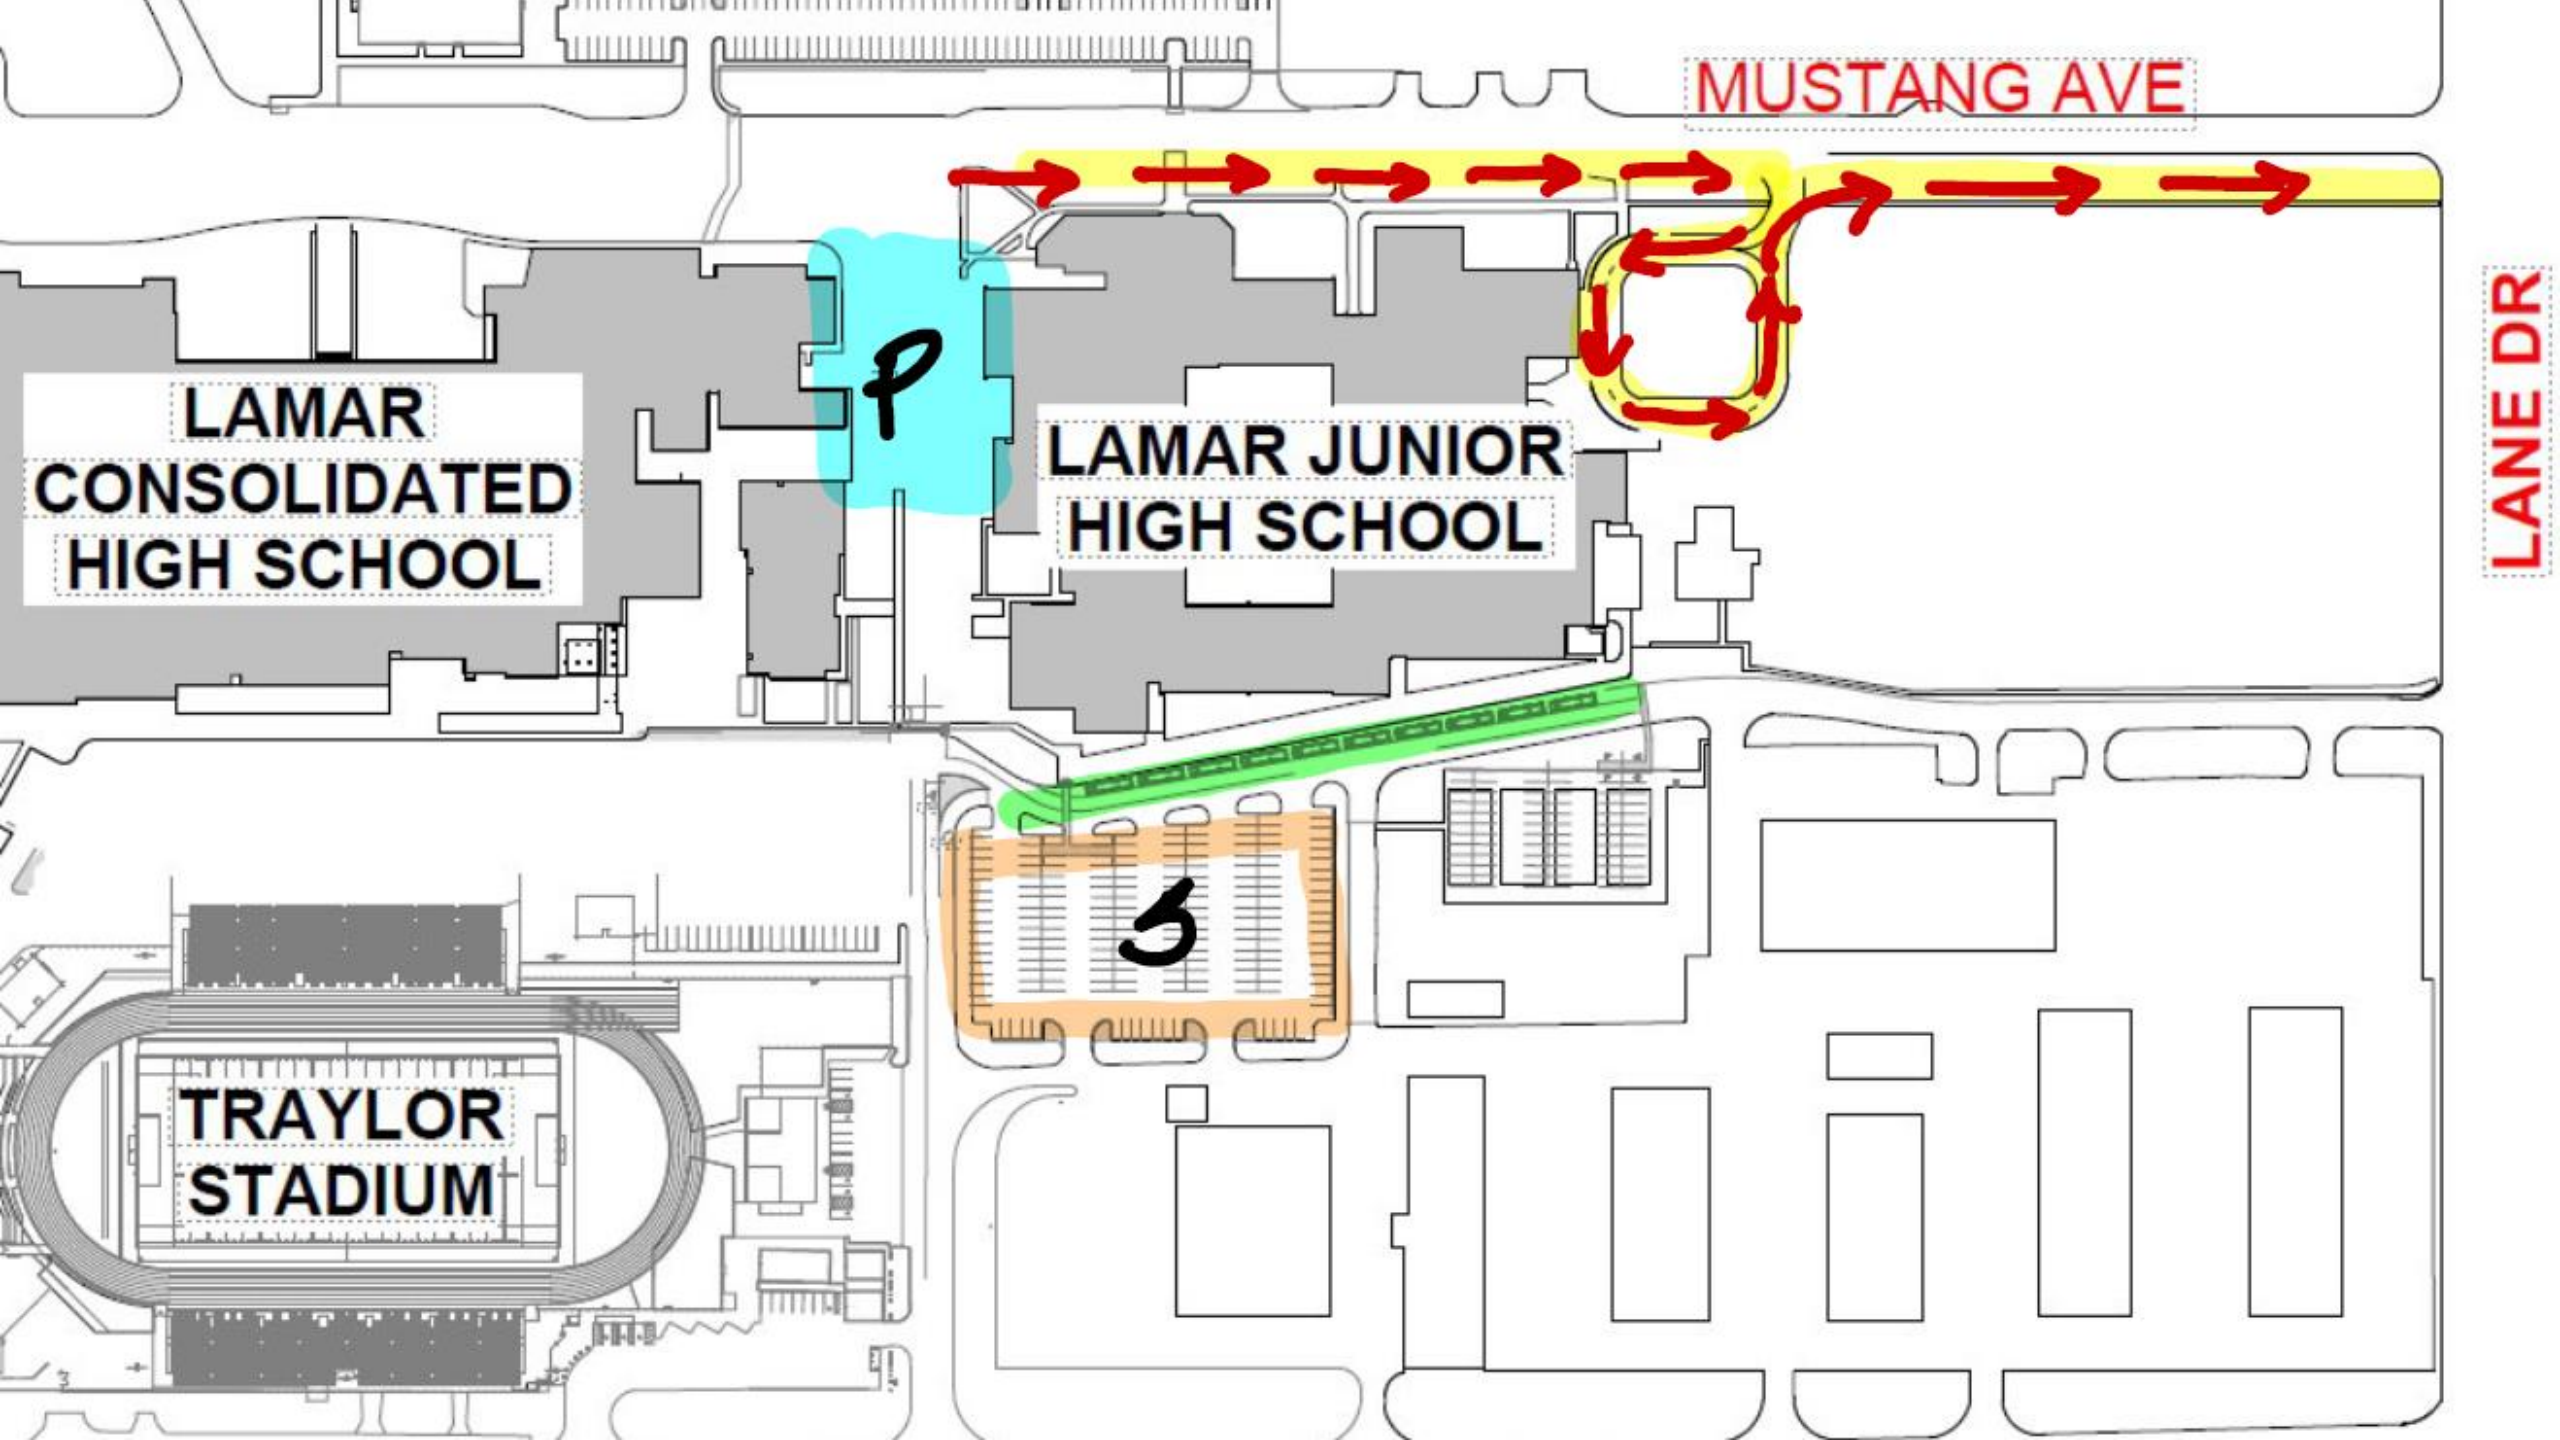 MUSTANG AVE
LANE DR
P
LAMAR
CONSOLIDATED
HIGH SCHOOL
LAMAR JUNIOR
HIGH SCHOOL
TRAYLOR
STADIUM